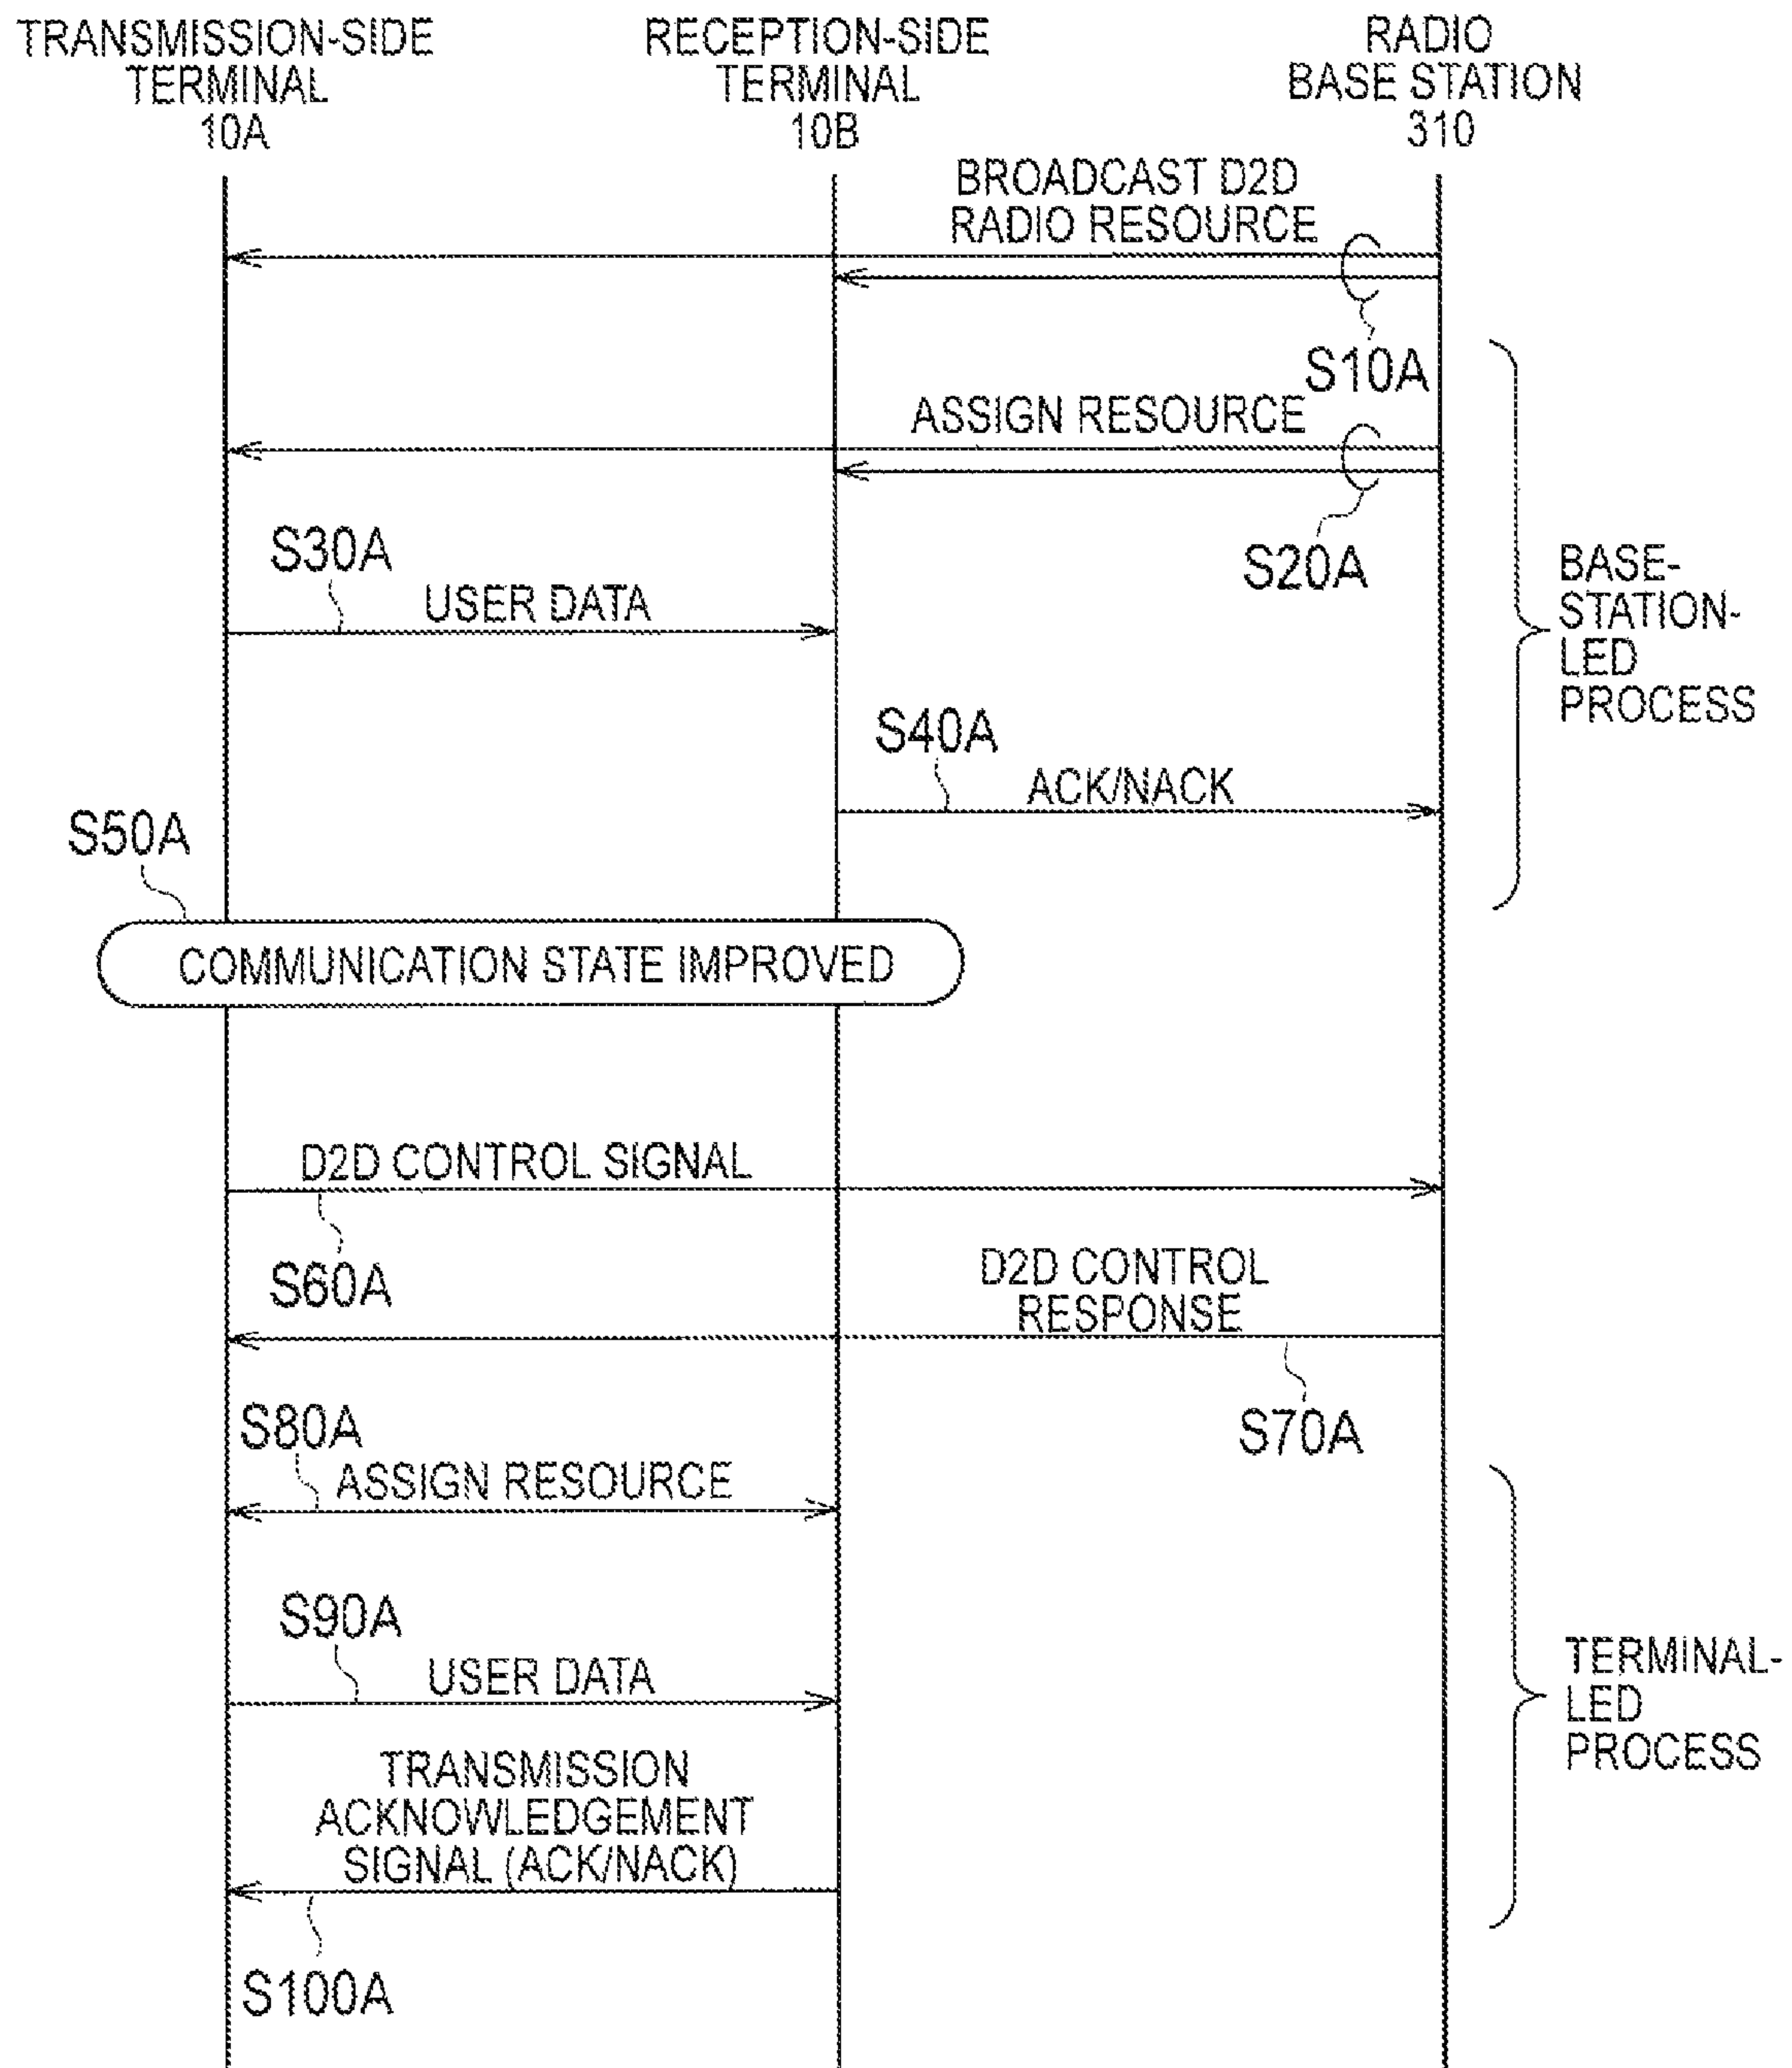 TRANSMISSION-SIDE
TERMINAL
10A
RECEPTION-SIDE
TERMINAL
10B
RADIO
BASE STATION
310
BROADCAST D2D
RADIO RESOURCE
S10A
ASSIGN RESOURCE
S20A
S30A
USER DATA
BASE-
STATION-
LED
PROCESS
S40A
ACK/NACK
S50A
COMMUNICATION STATE IMPROVED
D2D CONTROL SIGNAL
S60A
D2D CONTROL
RESPONSE
S70A
S80A
ASSIGN RESOURCE
S90A
USER DATA
TERMINAL-
LED
PROCESS
TRANSMISSION
ACKNOWLEDGEMENT
SIGNAL (ACK/NACK)
S100A